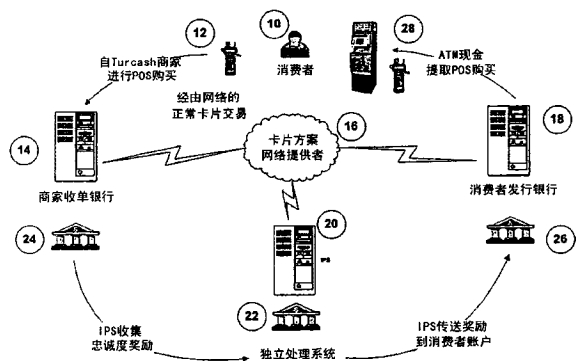 12
10
28
自Turcash商家
进行POS购买
消费者
ATM现金
提取POS购买
经由网络的
正常卡片交易
14
16
18
卡片方案
网络提供者
商家收单银行
消费者发行银行
24
20
26
IPS
22
IPS收集
忠诚度奖励
IPS传送奖励
到消费者账户
独立处理系统